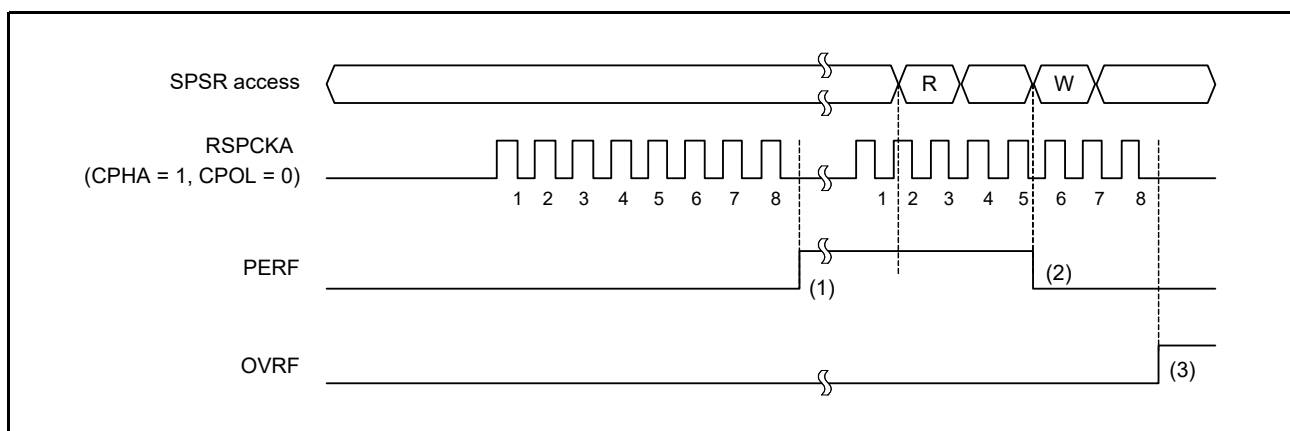 SPSR access
R
W
RSPCKA
(CPHA = 1, CPOL = 0)
1 2 3 4 5 6 7 8 1 2 3 4 5 6 7 8
PERF
(1)
(2)
OVRF
(3)